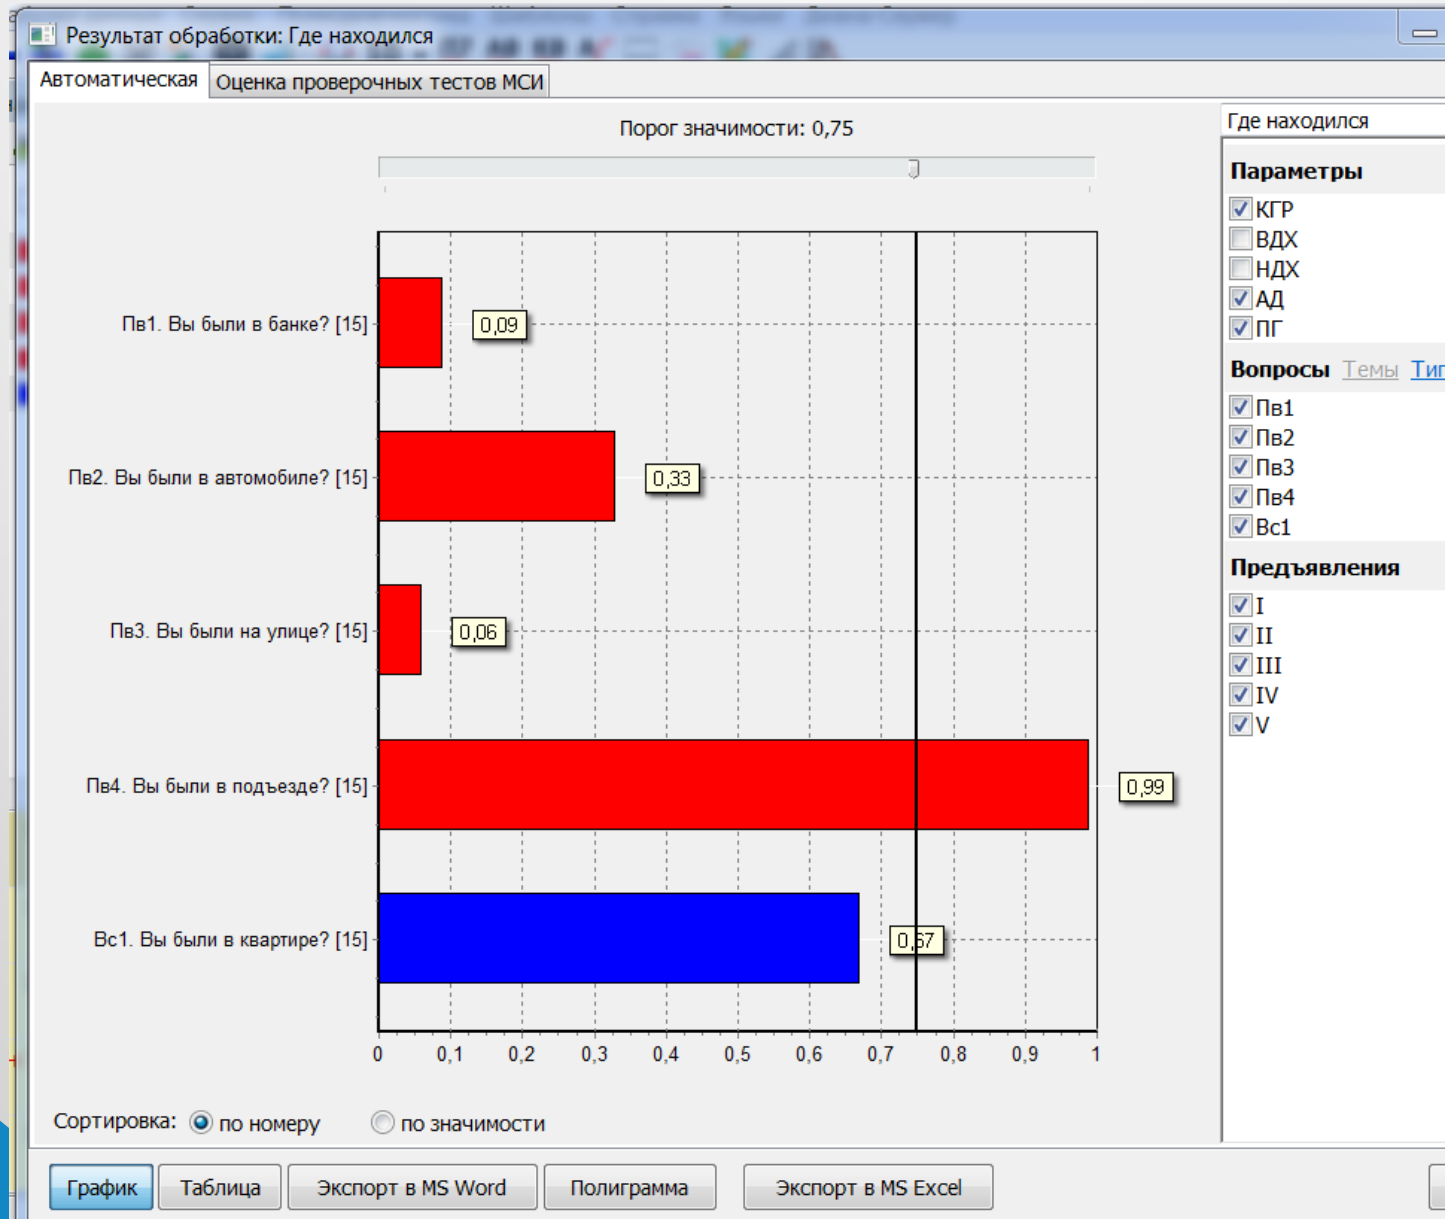 Результат обработки: Где находился
Автоматическая
Оценка проверочных тестов МСИ
Порог значимости: 0,75
Пв1. Вы были в банке? [15]
0,09
Пв2. Вы были в автомобиле? [15]
0,33
Пв3. Вы были на улице? [15]
0,06
Пв4. Вы были в подъезде? [15]
0,99
Вс1. Вы были в квартире? [15]
0,67
0 0,1 0,2 0,3 0,4 0,5 0,6 0,7 0,8 0,9 1
Сортировка: по номеру по значимости
График Таблица Экспорт в MS Word Полиграмма Экспорт в MS Excel
Где находился
Параметры
КГР
ВДХ
НДХ
АД
ПГ
Вопросы Темы Тип
Пв1
Пв2
Пв3
Пв4
Вс1
Предъявления
I
II
III
IV
V